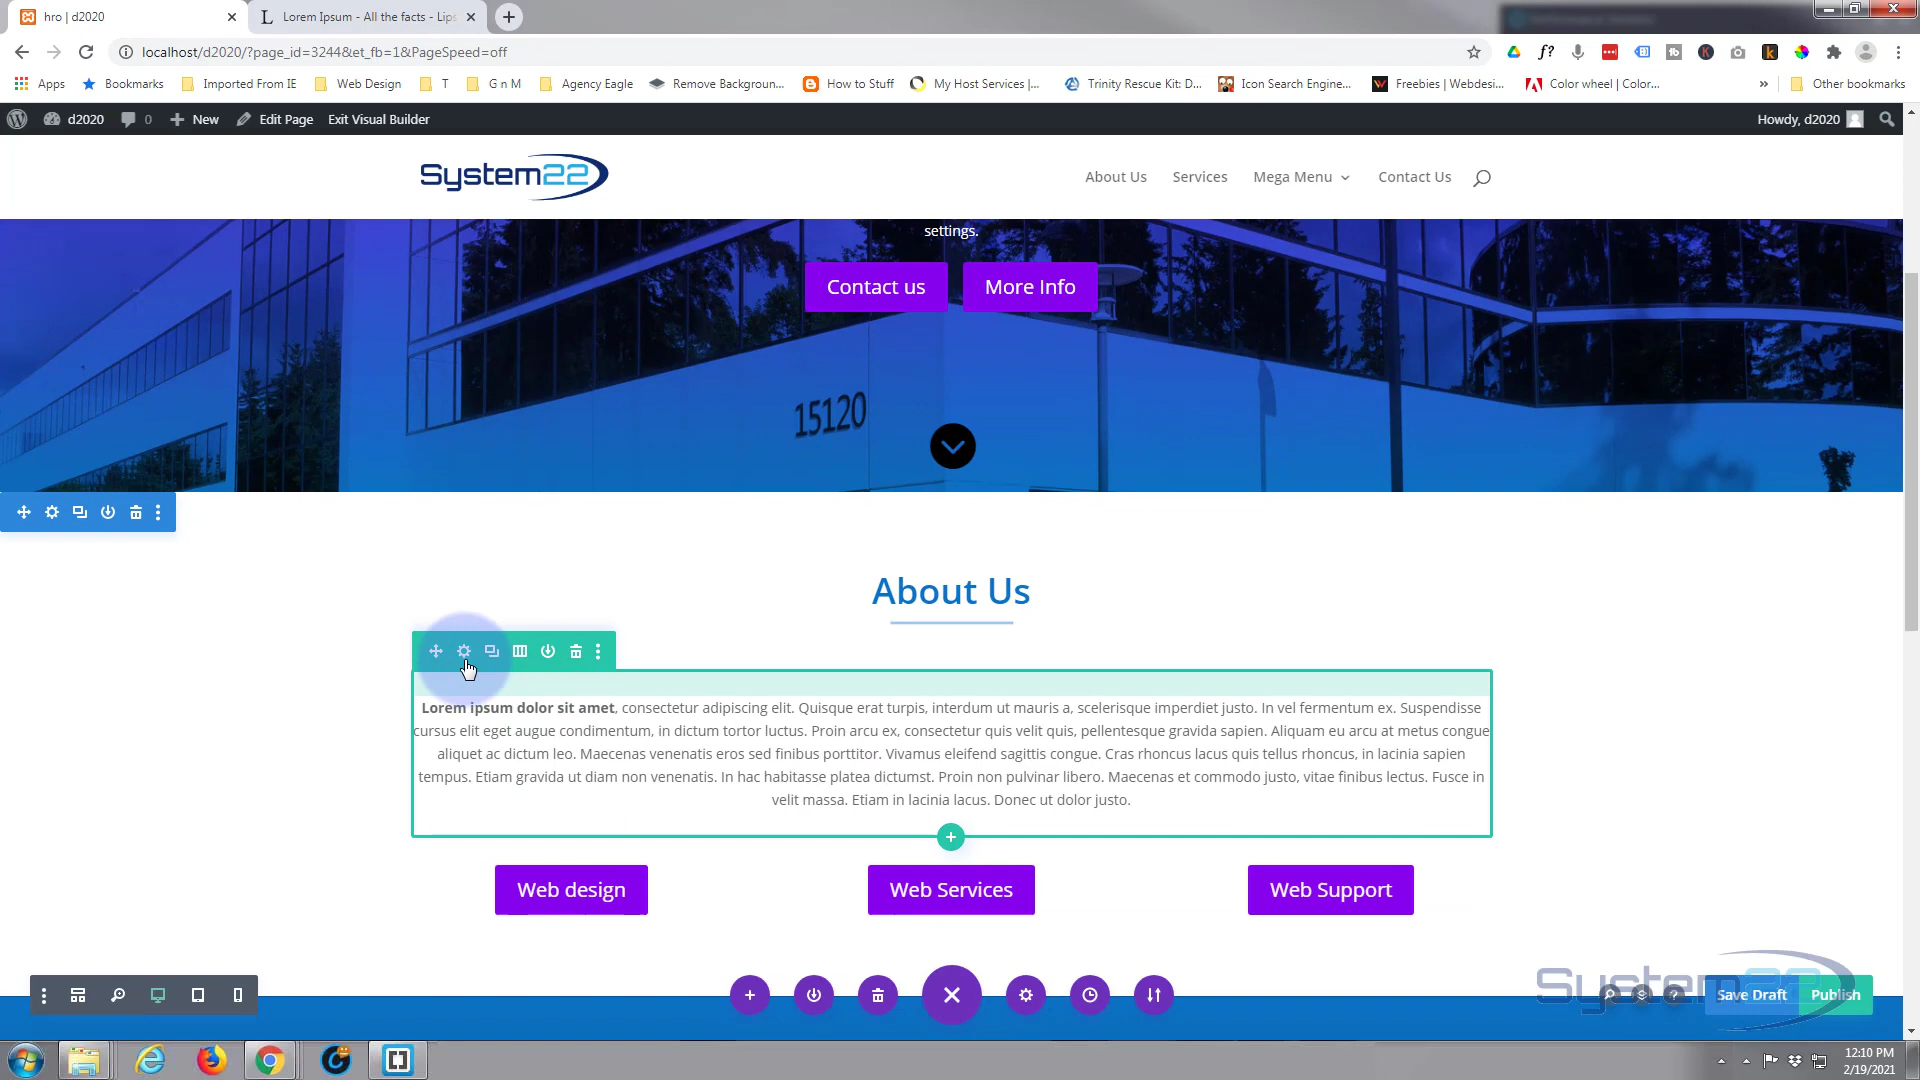 hro | d2020
L Lorem Ipsum - All the facts - Lips
localhost/d2020/?page_id=3244&et_fb=1&PageSpeed=off
Apps
Bookmarks
Imported From IE
Web Design
T
G n M
Agency Eagle
Remove Backgroun...
How to Stuff
My Host Services |...
Trinity Rescue Kit: D...
Icon Search Engine...
Freebies | Webdesi...
Color wheel | Color...
»
Other bookmarks
d2020
0
New
Edit Page
Exit Visual Builder
Howdy, d2020
System22
About Us
Services
Mega Menu
Contact Us
settings.
Contact us
More Info
15120
About Us
Lorem ipsum dolor sit amet, consectetur adipiscing elit. Quisque erat turpis, interdum ut mauris a, scelerisque imperdiet justo. In vel fermentum ex. Suspendisse
cursus elit eget augue condimentum, in dictum tortor luctus. Proin arcu ex, consectetur quis velit quis, pellentesque gravida sapien. Aliquam eu arcu at metus congue
aliquet ac dictum leo. Maecenas venenatis eros sed finibus porttitor. Vivamus eleifend sagittis congue. Cras rhoncus lacus quis tellus rhoncus, in lacinia sapien
tempus. Etiam gravida ut diam non venenatis. In hac habitasse platea dictumst. Proin non pulvinar libero. Maecenas et commodo justo, vitae finibus lectus. Fusce in
velit massa. Etiam in lacinia lacus. Donec ut dolor justo.
Web design
Web Services
Web Support
System22
Save Draft
Publish
12:10 PM
2/19/2021